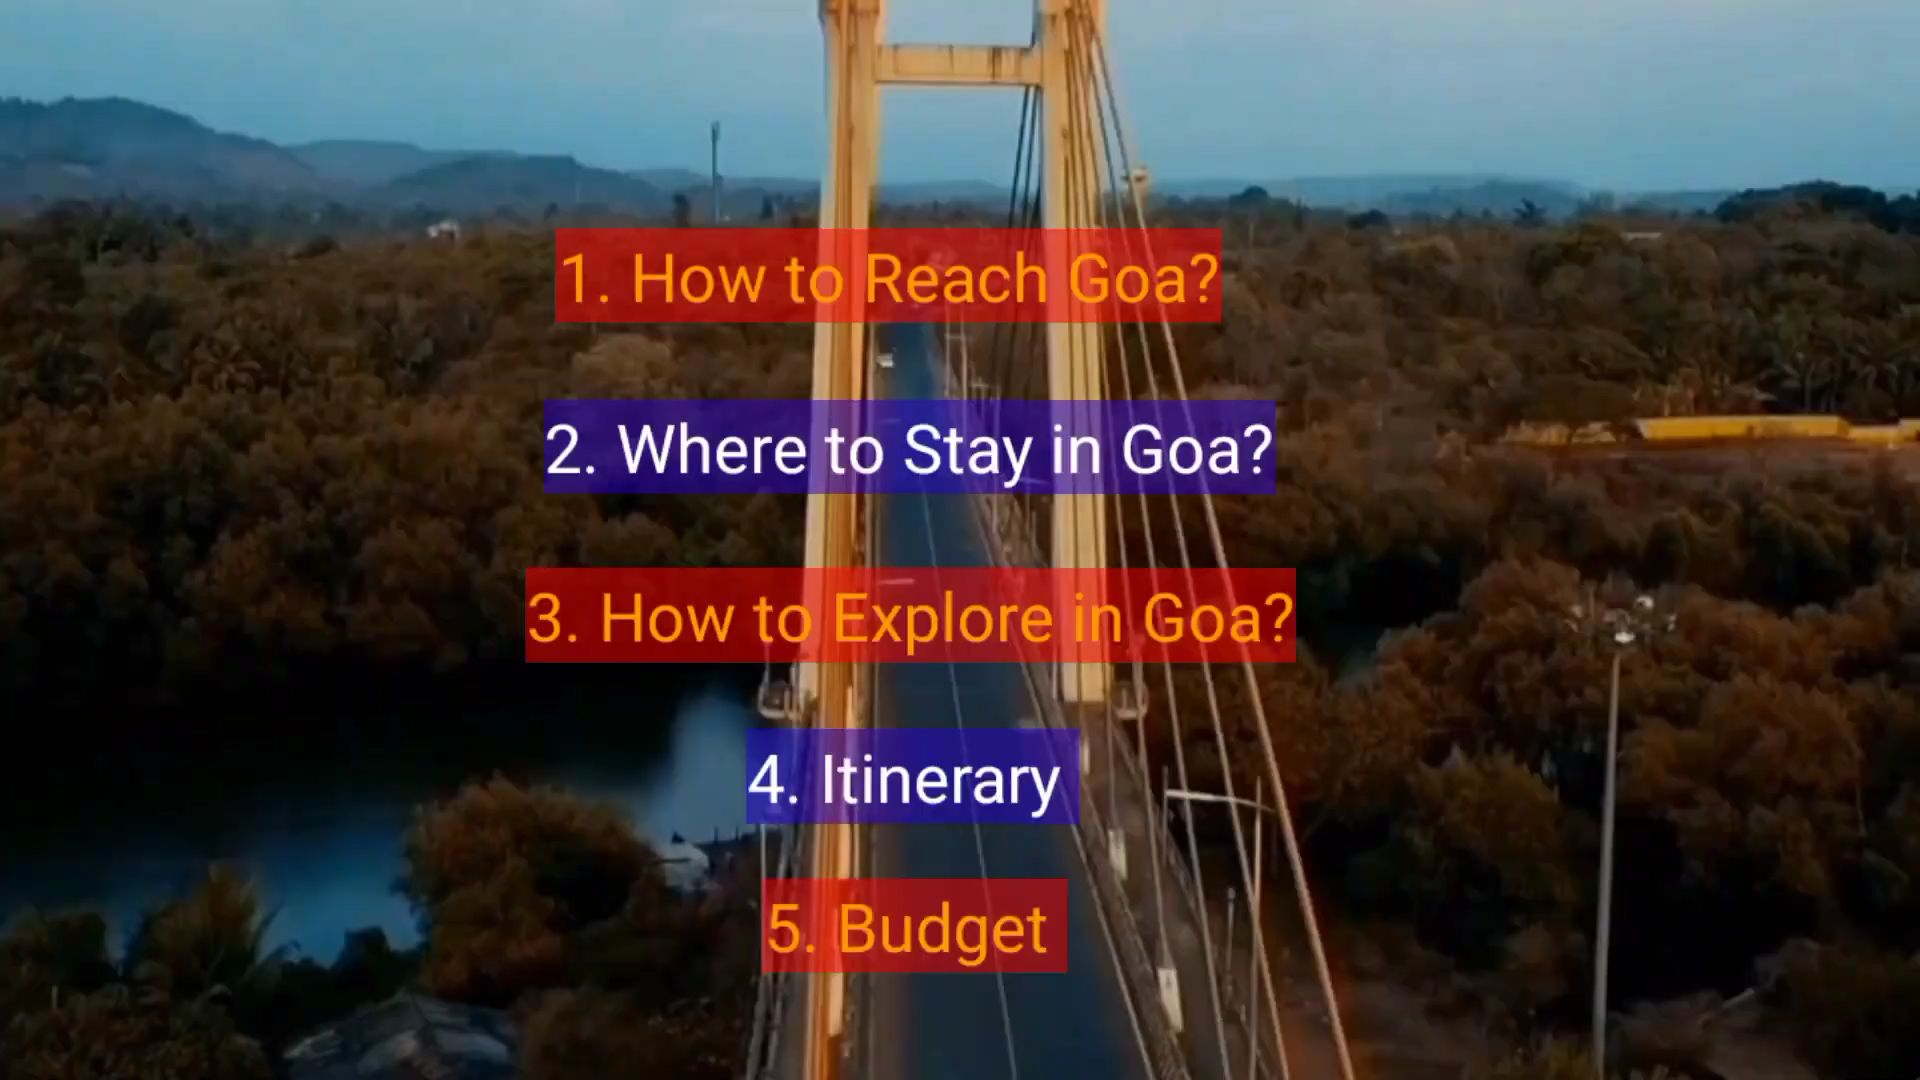 1. How to Reach Goa?
2. Where to Stay in Goa?
3. How to Explore in Goa?
4. Itinerary
5. Budget